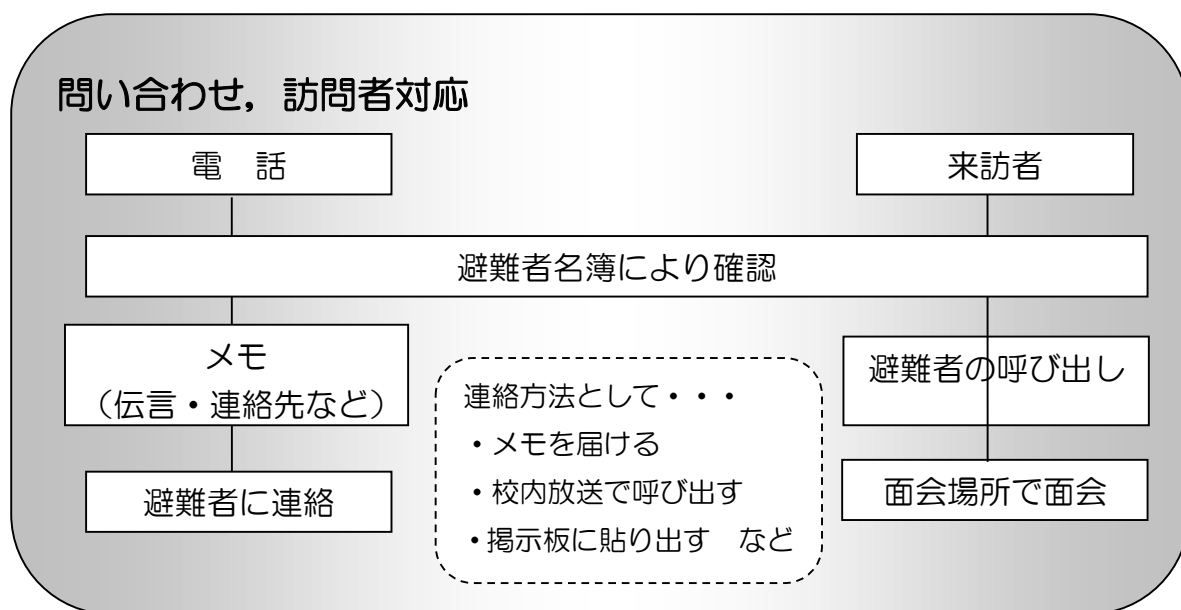 問い合わせ，訪問者対応
電　話
来訪者
避難者名簿により確認
メモ
（伝言・連絡先など）
避難者に連絡
連絡方法として・・・
・メモを届ける
・校内放送で呼び出す
・掲示板に貼り出す　など
避難者の呼び出し
面会場所で面会